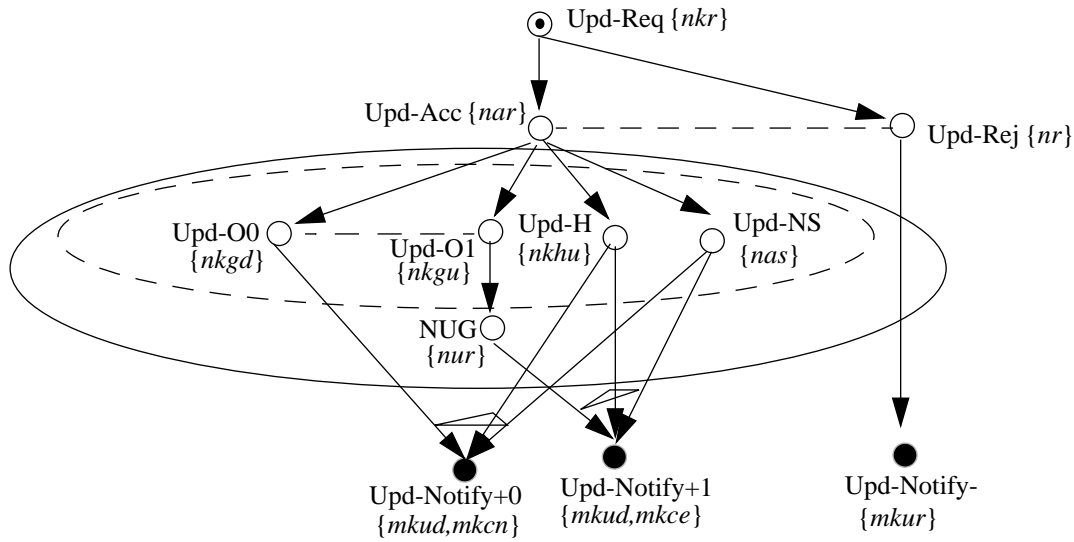 Upd-Req {nkr}
Upd-Acc {nar}
Upd-Rej {nr}
Upd-O0
{nkgd}
Upd-O1
{nkgu}
Upd-H
{nkhu}
Upd-NS
{nas}
NUG
{nur}
Upd-Notify+0
{mkud,mkcn}
Upd-Notify+1
{mkud,mkce}
Upd-Notify-
{mkur}